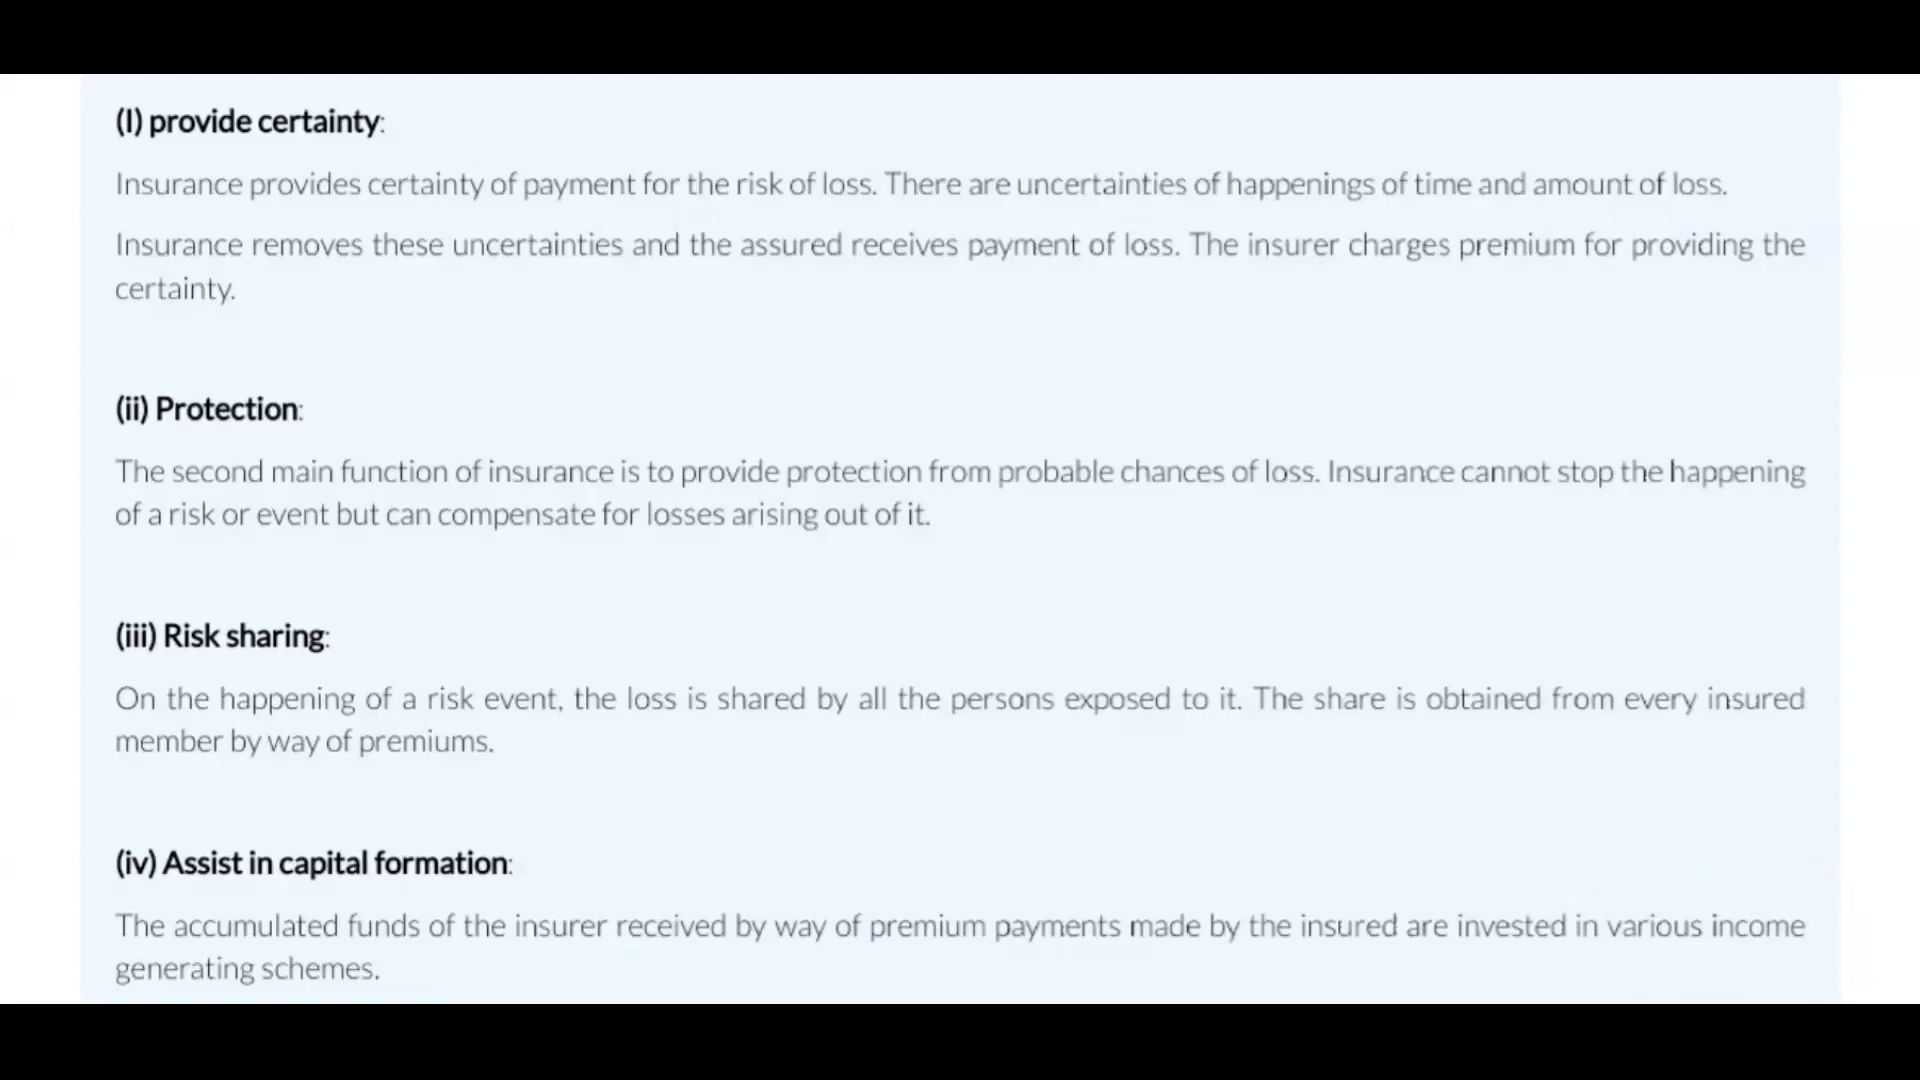 (I) provide certainty:
Insurance provides certainty of payment for the risk of loss. There are uncertainties of happenings of time and amount of loss.
Insurance removes these uncertainties and the assured receives payment of loss. The insurer charges premium for providing the
certainty.
(ii) Protection:
The second main function of insurance is to provide protection from probable chances of loss. Insurance cannot stop the happening
of a risk or event but can compensate for losses arising out of it.
(iii) Risk sharing:
On the happening of a risk event, the loss is shared by all the persons exposed to it. The share is obtained from every insured
member by way of premiums.
(iv) Assist in capital formation:
The accumulated funds of the insurer received by way of premium payments made by the insured are invested in various income
generating schemes.